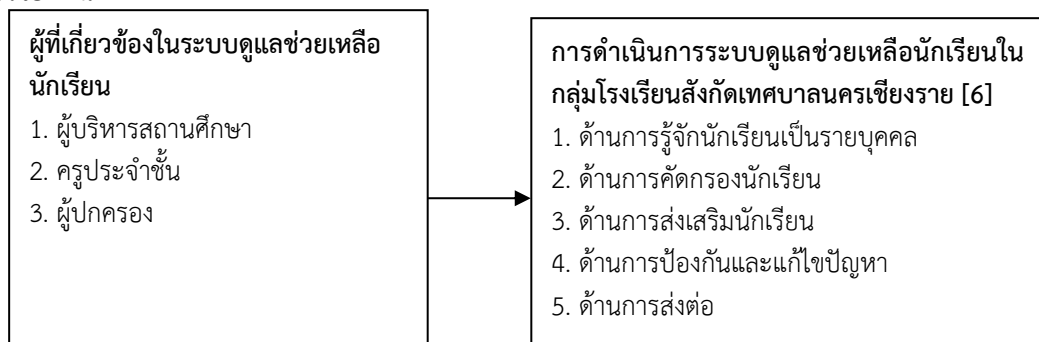 ผู้ที่เกี่ยวข้องในระบบดูแลช่วยเหลือ
นักเรียน
1. ผู้บริหารสถานศึกษา
2. ครูประจำชั้น
3. ผู้ปกครอง
การดำเนินการระบบดูแลช่วยเหลือนักเรียนใน
กลุ่มโรงเรียนสังกัดเทศบาลนครเชียงราย [6]
1. ด้านการรู้จักนักเรียนเป็นรายบุคคล
2. ด้านการคัดกรองนักเรียน
3. ด้านการส่งเสริมนักเรียน
4. ด้านการป้องกันและแก้ไขปัญหา
5. ด้านการส่งต่อ